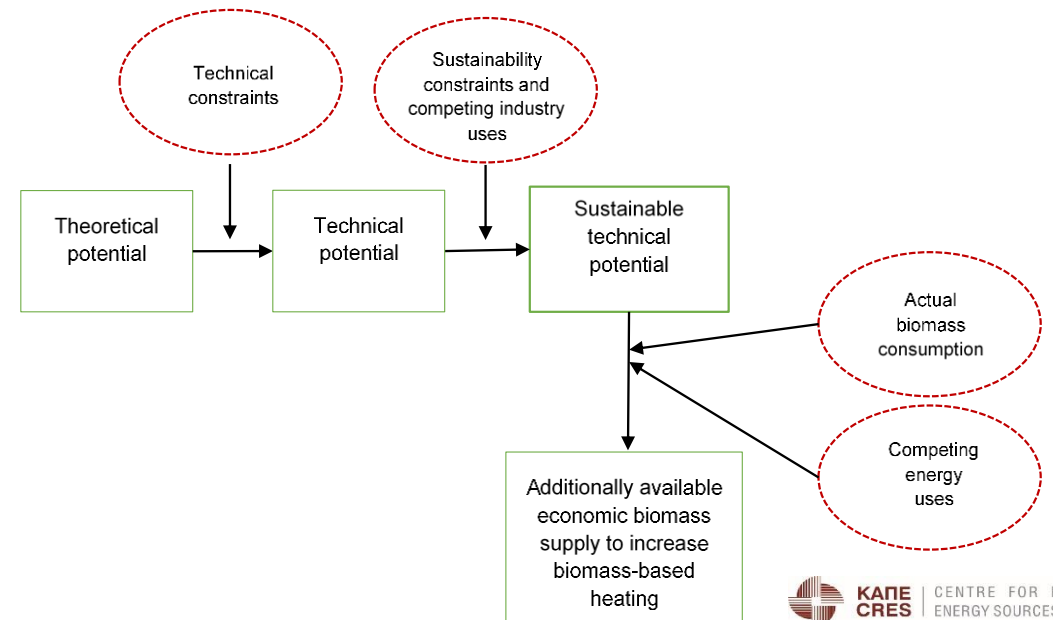 Technical
constraints
Sustainability
constraints and
competing industry
uses
Theoretical
potential
Technical
potential
Sustainable
technical
potential
Actual
biomass
consumption
Competing
energy
uses
Additionally available
economic biomass
supply to increase
biomass-based
heating
ΚΑΠΕ
CRES
CENTRE FOR
ENERGY SOURCES